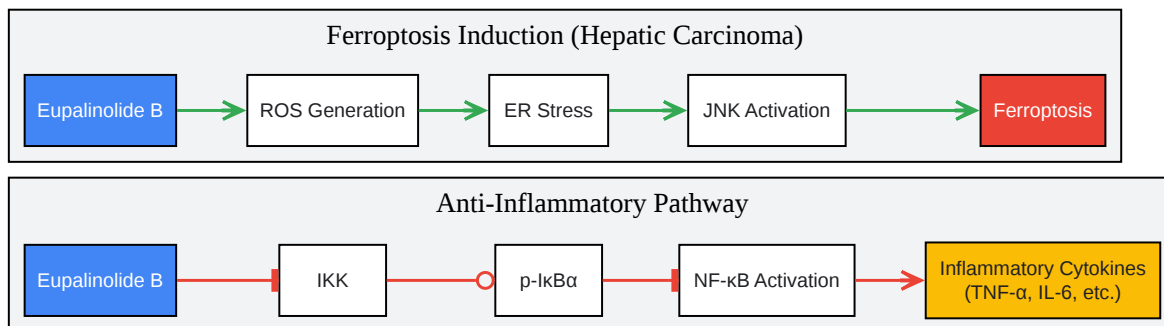 Ferroptosis Induction (Hepatic Carcinoma)
Eupalinolide B
ROS Generation
ER Stress
JNK Activation
Ferroptosis
Anti-Inflammatory Pathway
Eupalinolide B
IKK
p-IκBα
NF-κB Activation
Inflammatory Cytokines
(TNF-α, IL-6, etc.)